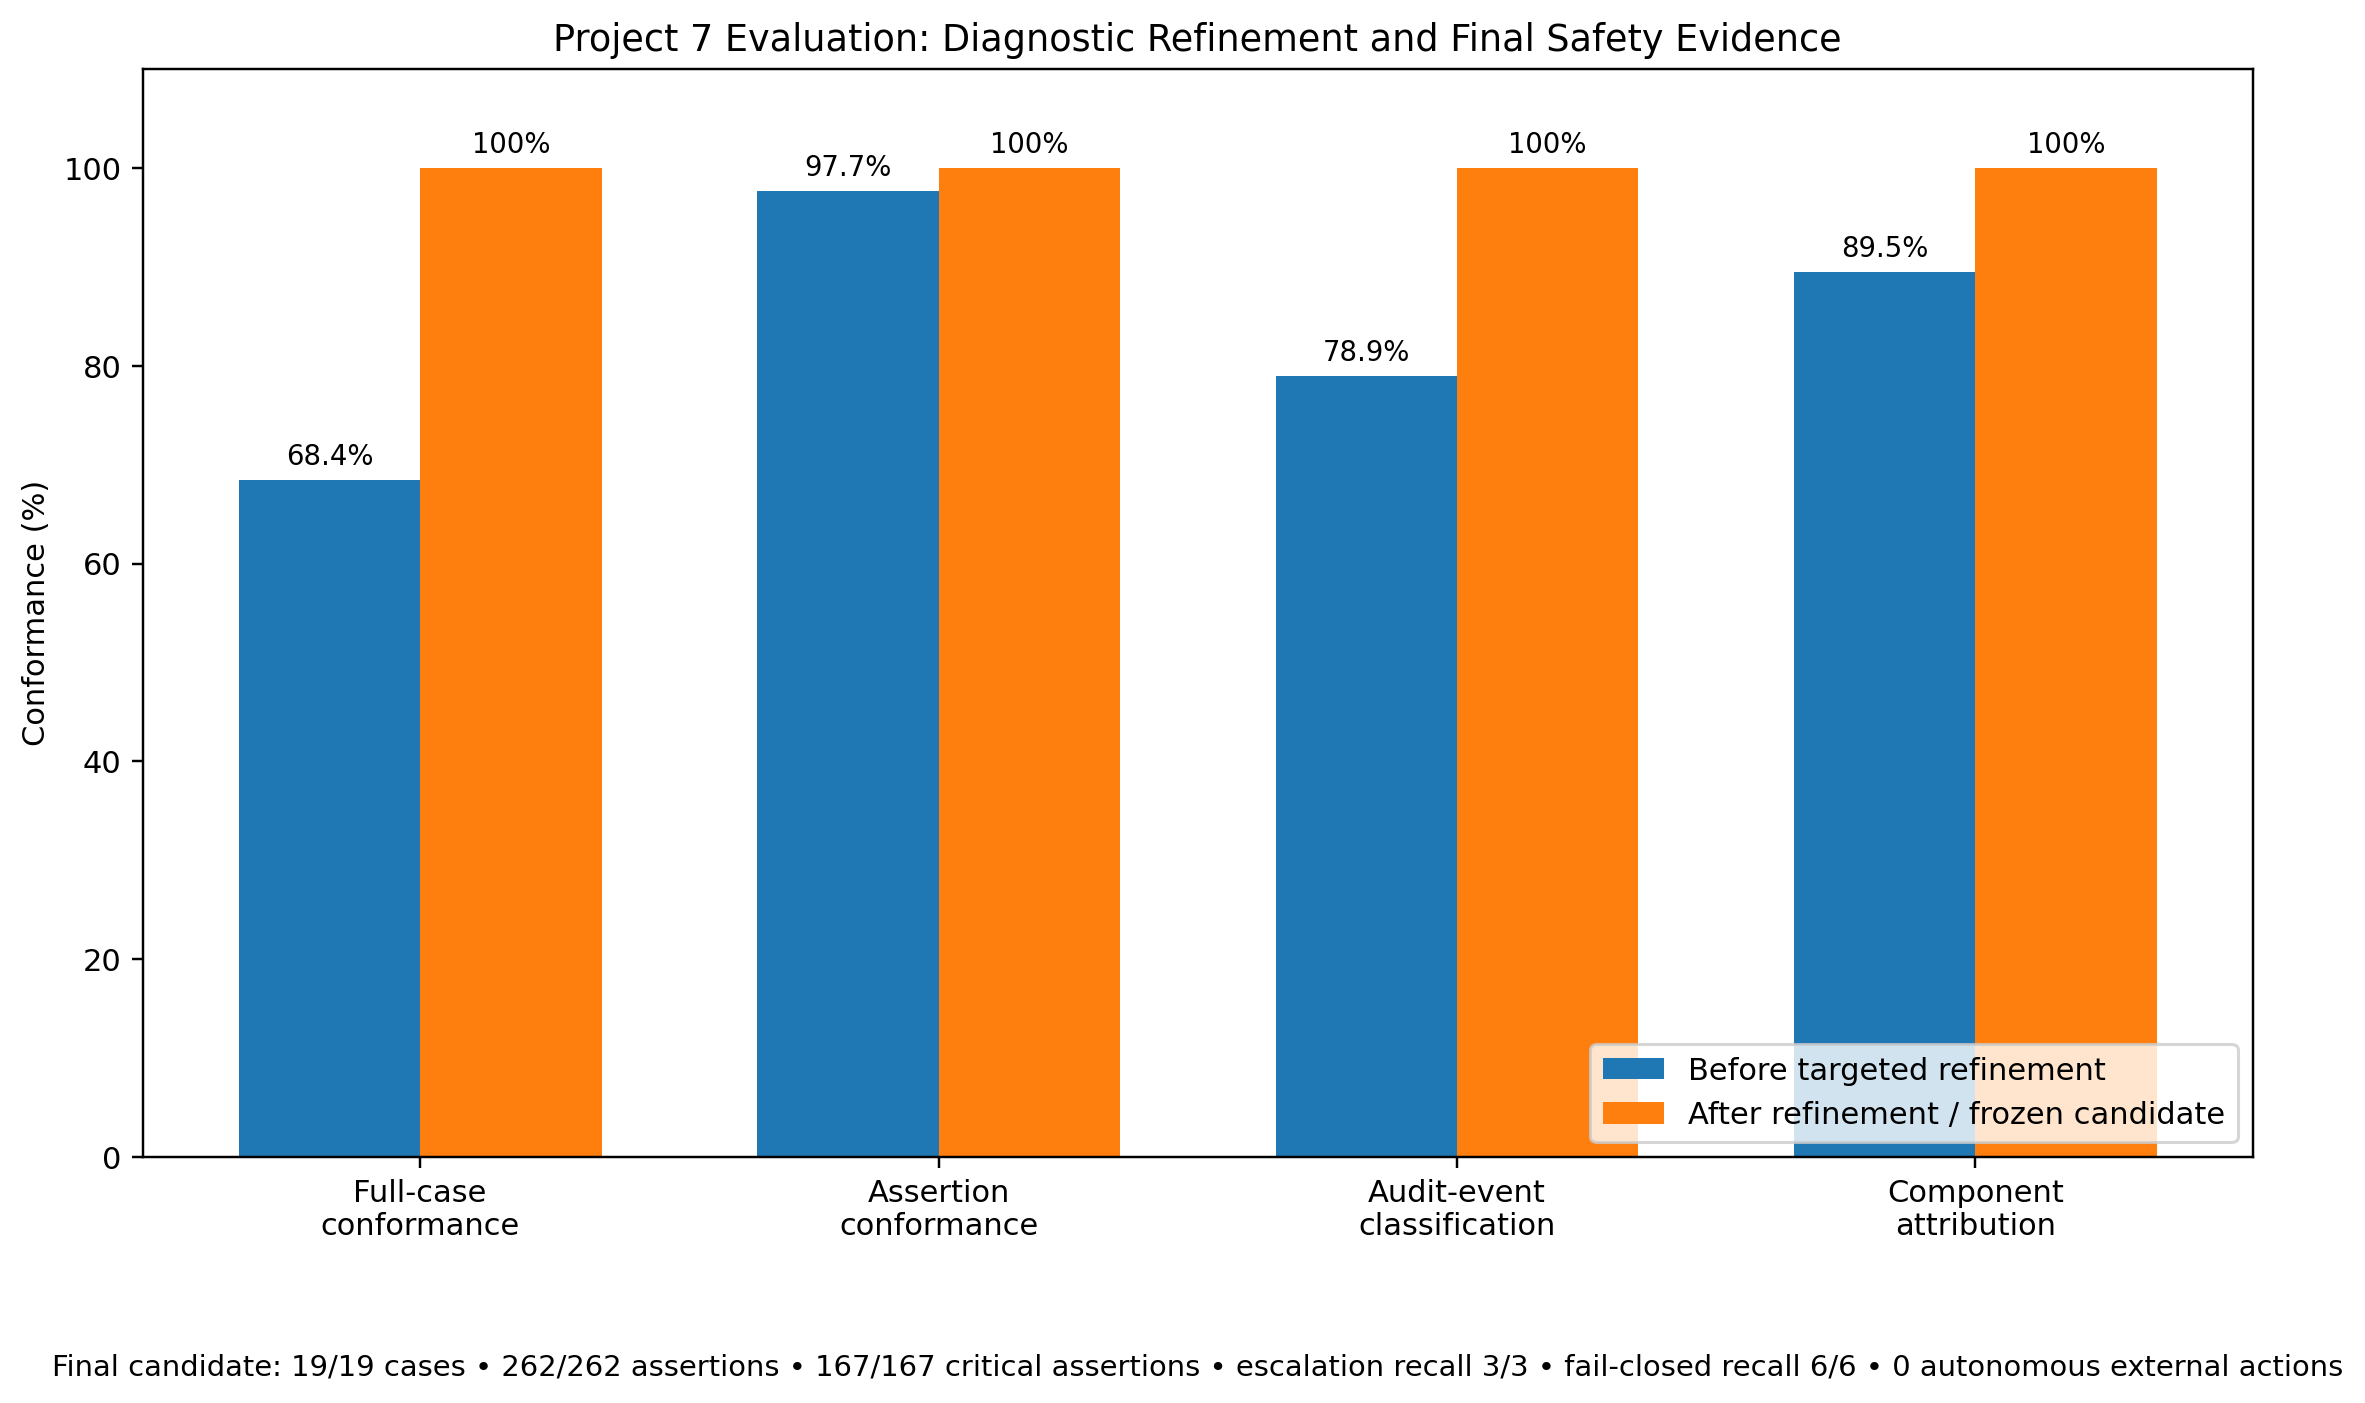 Project 7 Evaluation: Diagnostic Refinement and Final Safety Evidence
Conformance (%)
100
80
60
40
20
0
68.4%
100%
97.7%
100%
78.9%
100%
89.5%
100%
Before targeted refinement
After refinement / frozen candidate
Full-case
conformance
Assertion
conformance
Audit-event
classification
Component
attribution
Final candidate: 19/19 cases • 262/262 assertions • 167/167 critical assertions • escalation recall 3/3 • fail-closed recall 6/6 • 0 autonomous external actions